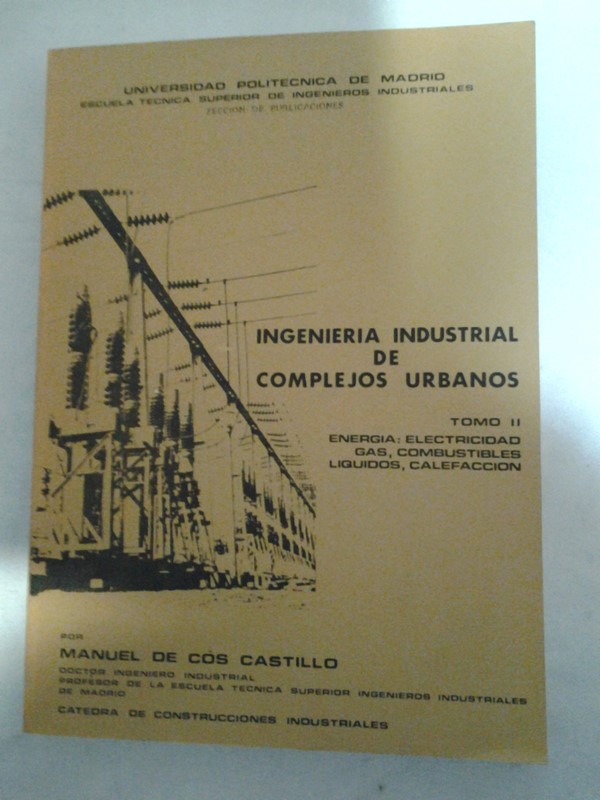 UNIVERSIDAD POLITECNICA DE MADRID
ESCUELA TECNICA SUPERIOR DE INGENIEROS INDUSTRIALES
SECCION DE PUBLICACIONES
INGENIERIA INDUSTRIAL
DE
COMPLEJOS URBANOS
TOMO II
ENERGIA: ELECTRICIDAD
GAS, COMBUSTIBLES
LIQUIDOS, CALEFACCION
POR
MANUEL DE COS CASTILLO
DOCTOR INGENIERO INDUSTRIAL
PROFESOR DE LA ESCUELA TECNICA SUPERIOR INGENIEROS INDUSTRIALES
DE MADRID
CATEDRA DE CONSTRUCCIONES INDUSTRIALES